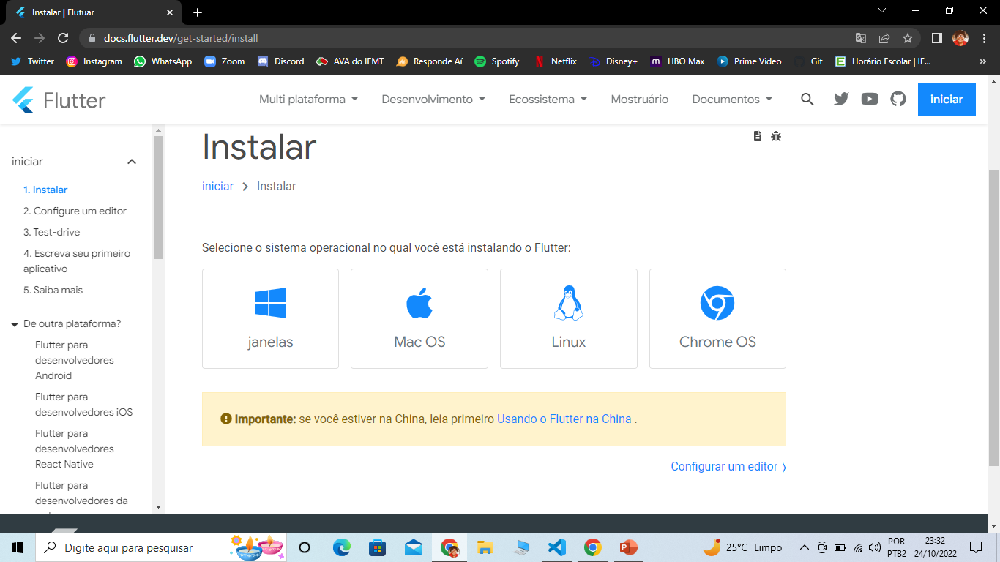 Instalar | Flutuar
docs.flutter.dev/get-started/install
Twitter Instagram WhatsApp Zoom Discord AVA do IFMT Responde Aí Spotify Netflix Disney+ HBO Max Prime Video Git Horário Escolar | IF... »
Flutter Multi plataforma Desenvolvimento Ecossistema Mostruário Documentos iniciar
iniciar
1. Instalar
2. Configure um editor
3. Test-drive
4. Escreva seu primeiro
aplicativo
5. Saiba mais
De outra plataforma?
Flutter para
desenvolvedores
Android
Flutter para
desenvolvedores iOS
Flutter para
desenvolvedores
React Native
Flutter para
desenvolvedores da
Instalar
iniciar > Instalar
Selecione o sistema operacional no qual você está instalando o Flutter:
janelas Mac OS Linux Chrome OS
Importante: se você estiver na China, leia primeiro Usando o Flutter na China .
Configurar um editor ⟩
Digite aqui para pesquisar
25°C Limpo
POR
PTB2
23:32
24/10/2022